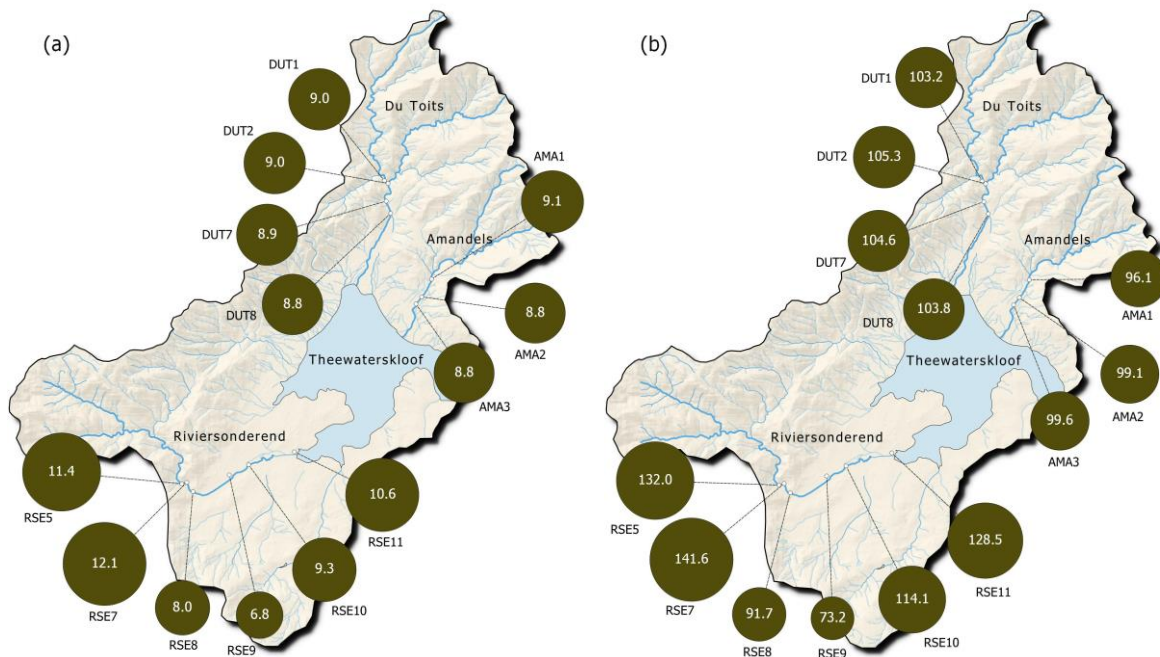 (a)
DUT1
9.0
Du Toits
DUT2
9.0
AMA1
9.1
DUT7
8.9
Amandels
DUT8
8.8
8.8
AMA2
Theewaterskloof
8.8
AMA3
Riviersonderend
11.4
RSE5
10.6
RSE11
12.1
RSE7
9.3
RSE10
8.0
RSE8
6.8
RSE9
(b)
DUT1
103.2
Du Toits
DUT2
105.3
DUT7
104.6
Amandels
96.1
AMA1
DUT8
103.8
Theewaterskloof
99.1
AMA2
99.6
AMA3
Riviersonderend
132.0
RSE5
128.5
RSE11
141.6
RSE7
114.1
RSE10
91.7
RSE8
73.2
RSE9